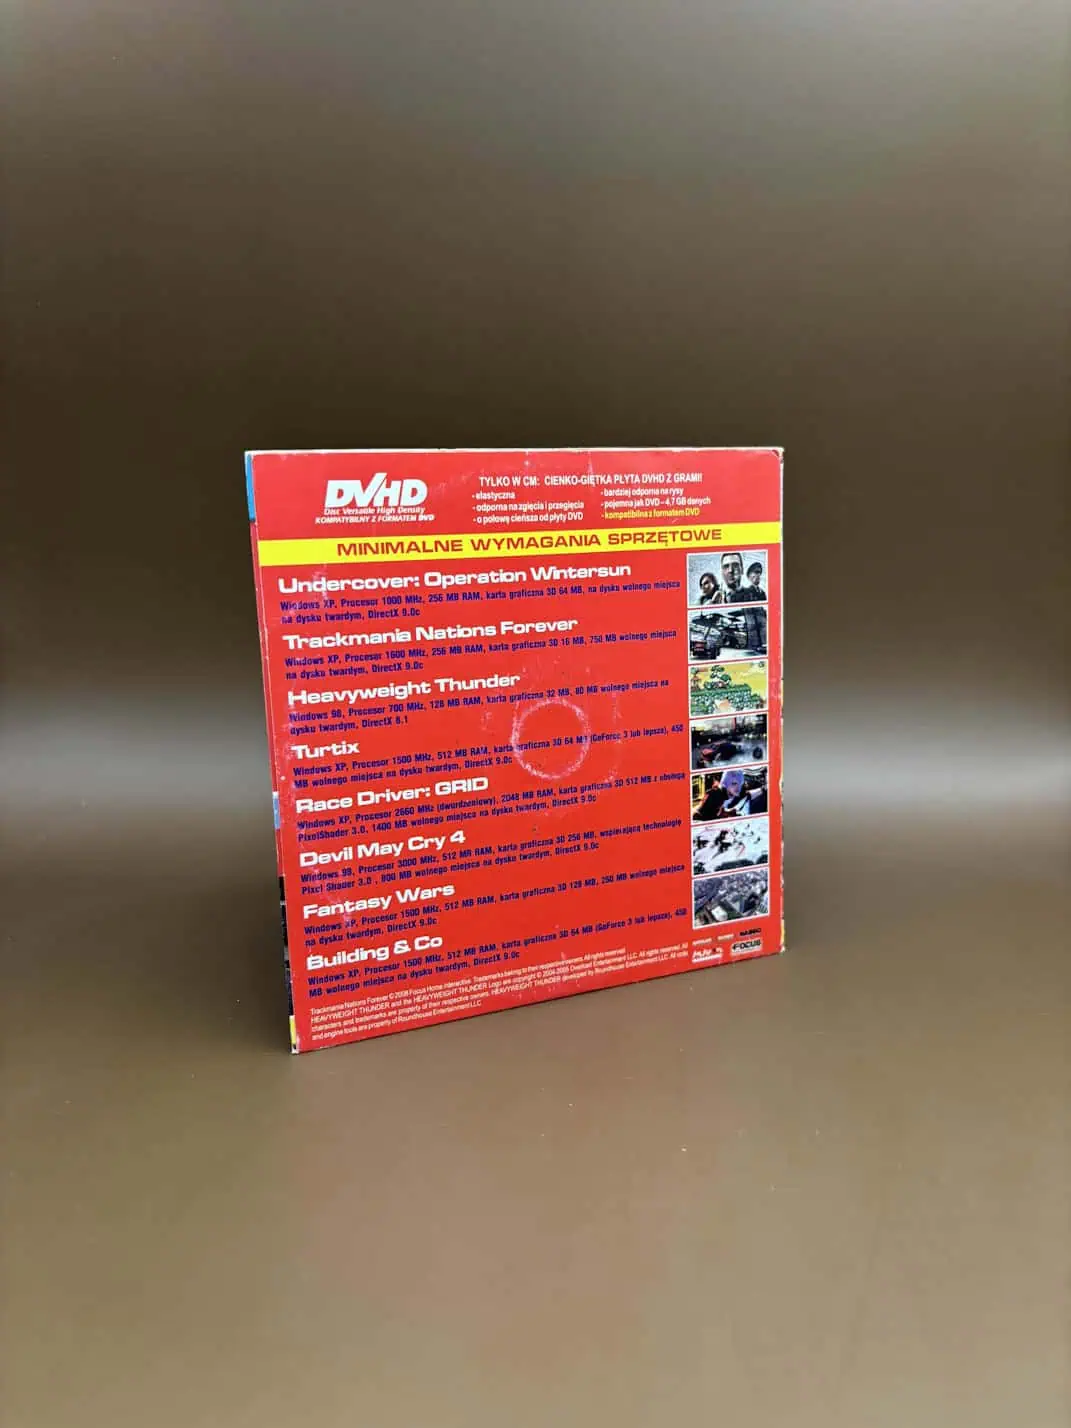 DVHD
Disc Versatile High Density
KOMPATYBILNY Z FORMATEM DVD
TYLKO W CM: CIENKO-GIĘTKA PŁYTA DVHD Z GRAMI!
- elastyczna
- odporna na zgięcia i przegięcia
- o połowę cieńsza od płyty DVD
- bardziej odporna na rysy
- pojemna jak DVD – 4,7 GB danych
- kompatibilna z formatem DVD
MINIMALNE WYMAGANIA SPRZĘTOWE
Undercover: Operation Wintersun
Windows XP, Procesor 1000 MHz, 256 MB RAM, karta graficzna 3D 64 MB, na dysku wolnego miejsca
na dysku twardym, DirectX 9.0c
Trackmania Nations Forever
Windows XP, Procesor 1600 MHz, 256 MB RAM, karta graficzna 3D 16 MB, 750 MB wolnego miejsca
na dysku twardym, DirectX 9.0c
Heavyweight Thunder
Windows 98, Procesor 700 MHz, 128 MB RAM, karta graficzna 32 MB, 80 MB wolnego miejsca na
dysku twardym, DirectX 8.1
Turtix
Windows XP, Procesor 1500 MHz, 512 MB RAM, karta graficzna 3D 64 MB (GeForce 3 lub lepsza), 450
MB wolnego miejsca na dysku twardym, DirectX 9.0c
Race Driver: GRID
Windows XP, Procesor 2660 MHz (dwurdzeniowy), 2048 MB RAM, karta graficzna 3D 512 MB z obsługą
PixelShader 3.0, 1400 MB wolnego miejsca na dysku twardym, DirectX 9.0c
Devil May Cry 4
Windows 98, Procesor 3000 MHz, 512 MB RAM, karta graficzna 3D 256 MB, wspierająca technologię
Pixel Shader 3.0 , 800 MB wolnego miejsca na dysku twardym, DirectX 9.0c
Fantasy Wars
Windows XP, Procesor 1500 MHz, 512 MB RAM, karta graficzna 3D 128 MB, 250 MB wolnego miejsca
na dysku twardym, DirectX 9.0c
Building & Co
Windows XP, Procesor 1500 MHz, 512 MB RAM, karta graficzna 3D 64 MB (GeForce 3 lub lepsza), 450
MB wolnego miejsca na dysku twardym, DirectX 9.0c
Trackmania Nations Forever © 2008 Focus Home interactive. Trademarks belong to their respective owners. All rights reserved.
HEAVYWEIGHT THUNDER and the HEAVYWEIGHT THUNDER Logo are copyright © 2004-2005 Overload Entertainment LLC. All rights reserved. All
characters and trademarks are property of their respective owners. HEAVYWEIGHT THUNDER developed by Roundhouse Entertainment LLC. All code
and engine tools are property of Roundhouse Entertainment LLC
FOCUS